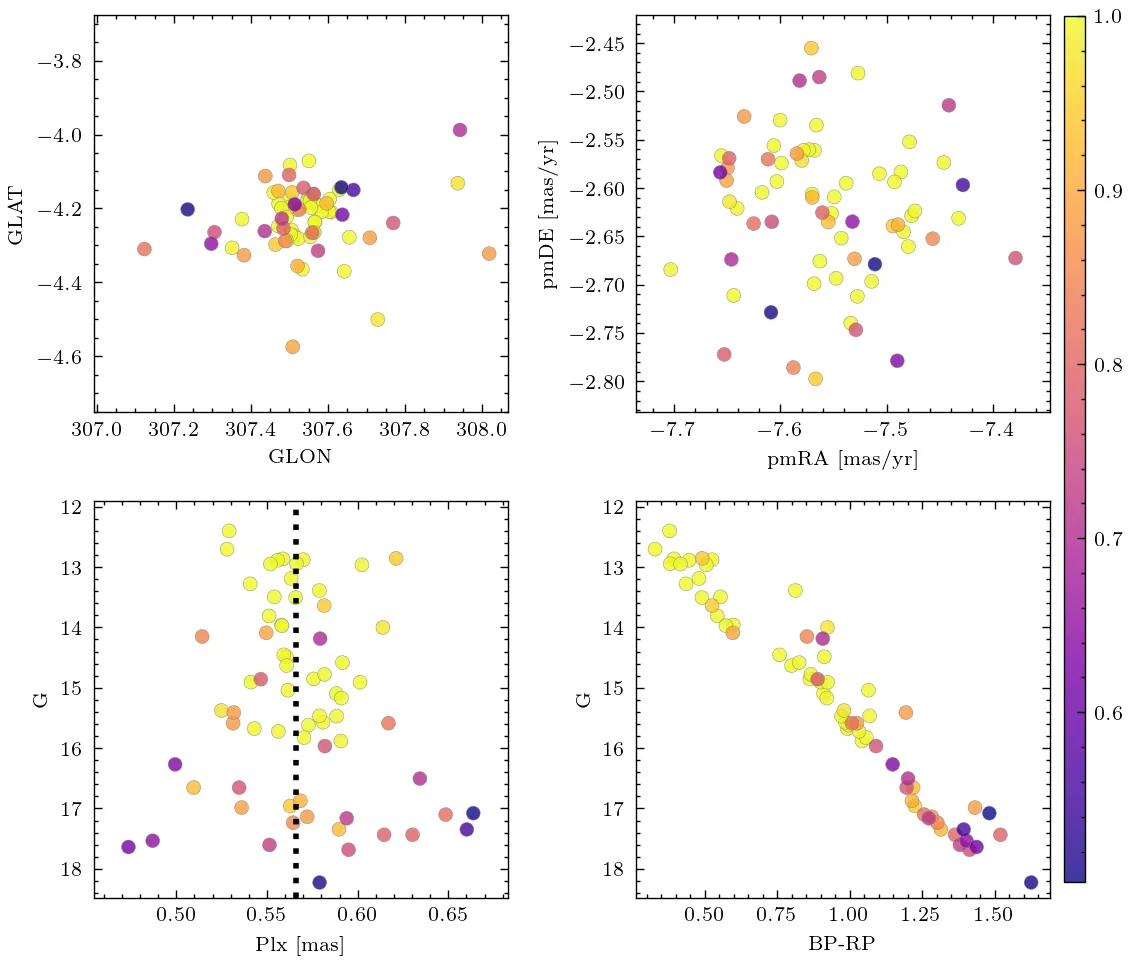 −3.8
−4.0
−4.2
−4.4
−4.6
GLAT
307.0 307.2 307.4 307.6 307.8 308.0
GLON
−2.45
−2.50
−2.55
−2.60
−2.65
−2.70
−2.75
−2.80
pmDE [mas/yr]
−7.7 −7.6 −7.5 −7.4
pmRA [mas/yr]
1.0
0.9
0.8
0.7
0.6
12
13
14
15
16
17
18
G
0.50 0.55 0.60 0.65
Plx [mas]
12
13
14
15
16
17
18
G
0.50 0.75 1.00 1.25 1.50
BP-RP